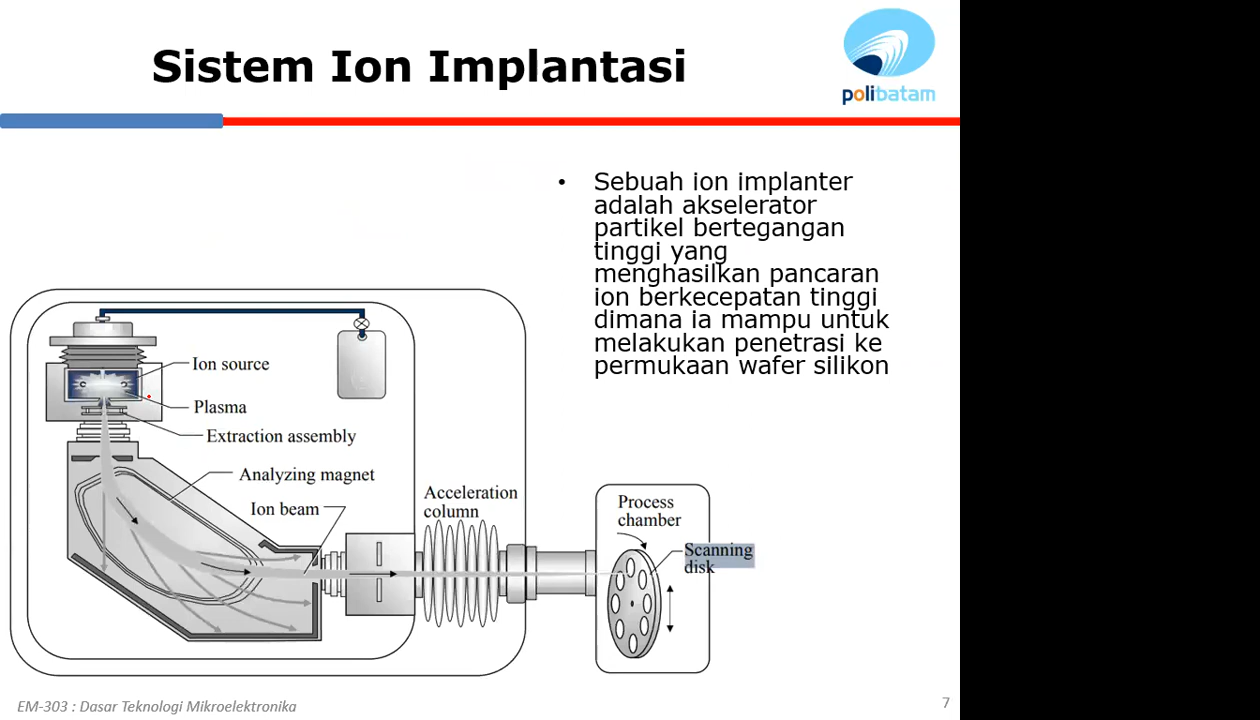 Sistem Ion Implantasi
polibatam
• Sebuah ion implanter
adalah akselerator
partikel bertegangan
tinggi yang
menghasilkan pancaran
ion berkecepatan tinggi
dimana ia mampu untuk
melakukan penetrasi ke
permukaan wafer silikon
Ion source
Plasma
Extraction assembly
Analyzing magnet
Ion beam
Acceleration
column
Process
chamber
Scanning
disk
EM-303 : Dasar Teknologi Mikroelektronika
7